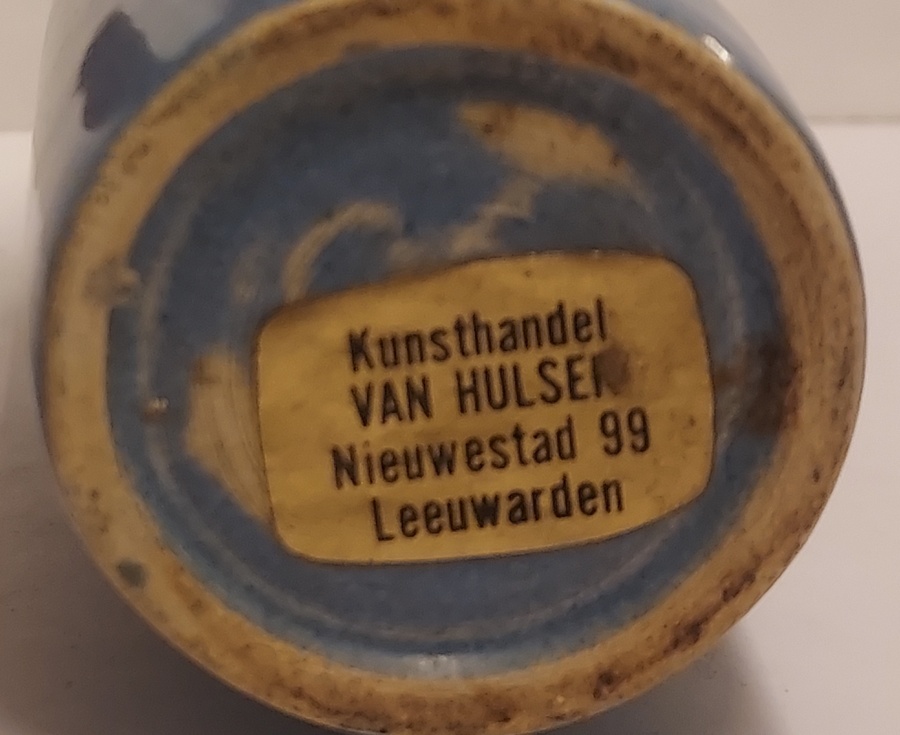 Kunsthandel
VAN HULSEN
Nieuwestad 99
Leeuwarden